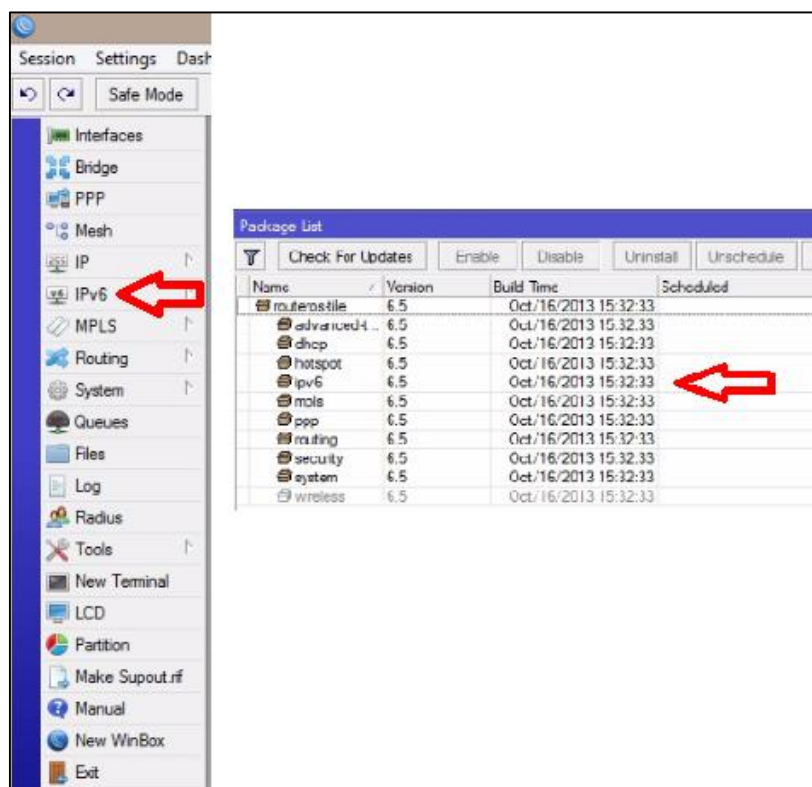 Session Settings Dash
Safe Mode
Interfaces
Bridge
PPP
Mesh
IP
IPv6
MPLS
Routing
System
Queues
Files
Log
Radius
Tools
New Terminal
LCD
Partition
Make Supout.rif
Manual
New WinBox
Exit
Package List
Check For Updates Enable Disable Uninstall Unschedule
Name Version Build Time Scheduled
routeros-tile 6.5 Oct/16/2013 15:32:33
advanced-t... 6.5 Oct/16/2013 15:32:33
dhcp 6.5 Oct/16/2013 15:32:33
hotspot 6.5 Oct/16/2013 15:32:33
ipv6 6.5 Oct/16/2013 15:32:33
mpls 6.5 Oct/16/2013 15:32:33
ppp 6.5 Oct/16/2013 15:32:33
routing 6.5 Oct/16/2013 15:32:33
security 6.5 Oct/16/2013 15:32:33
system 6.5 Oct/16/2013 15:32:33
wireless 6.5 Oct/16/2013 15:32:33